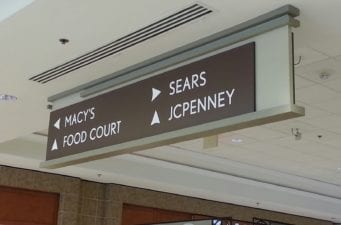 ◄ MACY'S
▲ FOOD COURT
► SEARS
▲ JCPENNEY